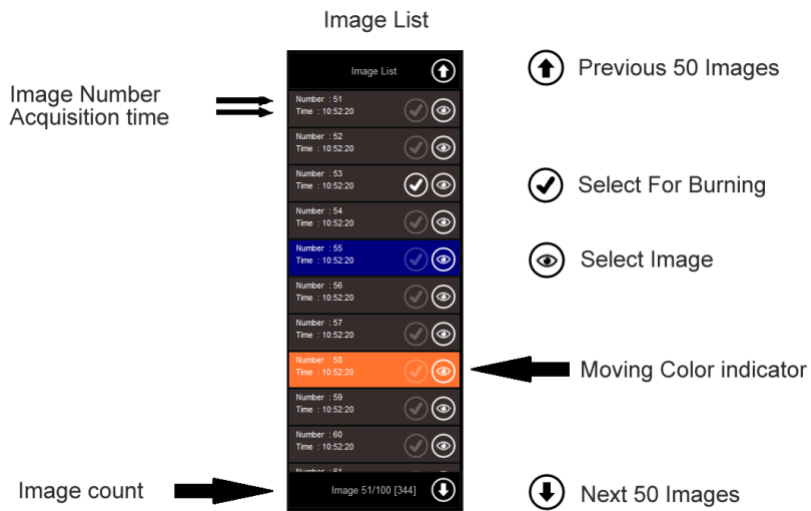 Image List
Image List
Previous 50 Images
Image Number
Acquisition time
Number : 51
Time : 10:52:20
Number : 52
Time : 10:52:20
Number : 53
Time : 10:52:20
Select For Burning
Number : 54
Time : 10:52:20
Number : 55
Time : 10:52:20
Select Image
Number : 56
Time : 10:52:20
Number : 57
Time : 10:52:20
Number : 58
Time : 10:52:20
Moving Color indicator
Number : 59
Time : 10:52:20
Number : 60
Time : 10:52:20
Number : 61
Image count
Image 51/100 [344]
Next 50 Images